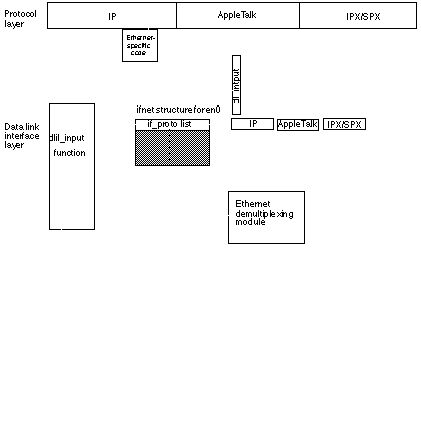 Protocol
layer
IP
AppleTalk
IPX/SPX
Ethernet-
specific
code
dl_intput
ifnet structure for en0
if_proto list
IP
AppleTalk
IPX/SPX
Data link
interface
layer
dlil_input
function
Ethernet
demultiplexing
module